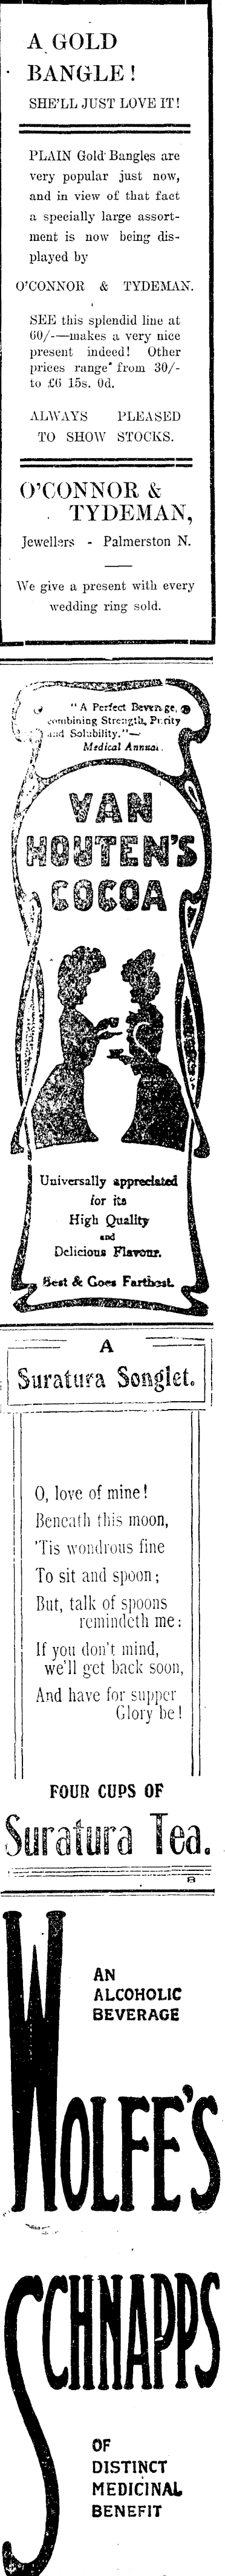 A GOLD
BANGLE!
SHE'LL JUST LOVE IT!
PLAIN Gold Bangles are
very popular just now,
and in view of that fact
a specially large assort-
ment is now being dis-
played by
O'CONNOR & TYDEMAN.
SEE this splendid line at
60/-—makes a very nice
present indeed! Other
prices range from 30/-
to £6 15s. 0d.
ALWAYS PLEASED
TO SHOW STOCKS.
O'CONNOR &
TYDEMAN,
Jewellers - Palmerston N.
We give a present with every
wedding ring sold.
"A Perfect Beverage,
combining Strength, Purity
and Solubility."—
Medical Annual.
VAN
HOUTEN'S
COCOA
Universally appreciated
for its
High Quality
and
Delicious Flavour.
Best & Goes Farthest.
A
Suratura Songlet.
O, love of mine!
Beneath this moon,
'Tis wondrous fine
To sit and spoon;
But, talk of spoons
remindeth me:
If you don't mind,
we'll get back soon,
And have for supper
Glory be!
FOUR CUPS OF
Suratura Tea.
8
AN
ALCOHOLIC
BEVERAGE
WOLFE'S
SCHNAPPS
OF
DISTINCT
MEDICINAL
BENEFIT